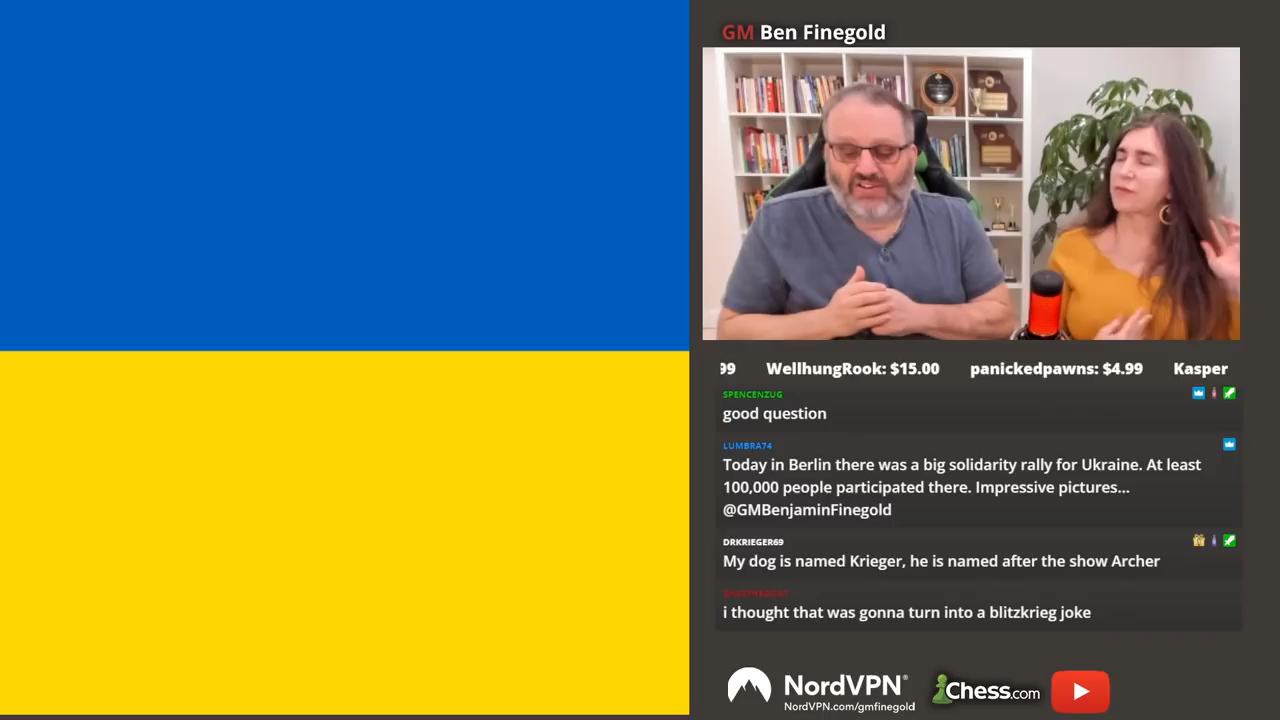 GM Ben Finegold
99 WellhungRook: $15.00 panickedpawns: $4.99 Kasper
SPENCENZUG
good question
LUMBRA74
Today in Berlin there was a big solidarity rally for Ukraine. At least
100,000 people participated there. Impressive pictures...
@GMBenjaminFinegold
DRKRIEGER69
My dog is named Krieger, he is named after the show Archer
i thought that was gonna turn into a blitzkrieg joke
NordVPN®
NordVPN.com/gmfinegold
Chess.com